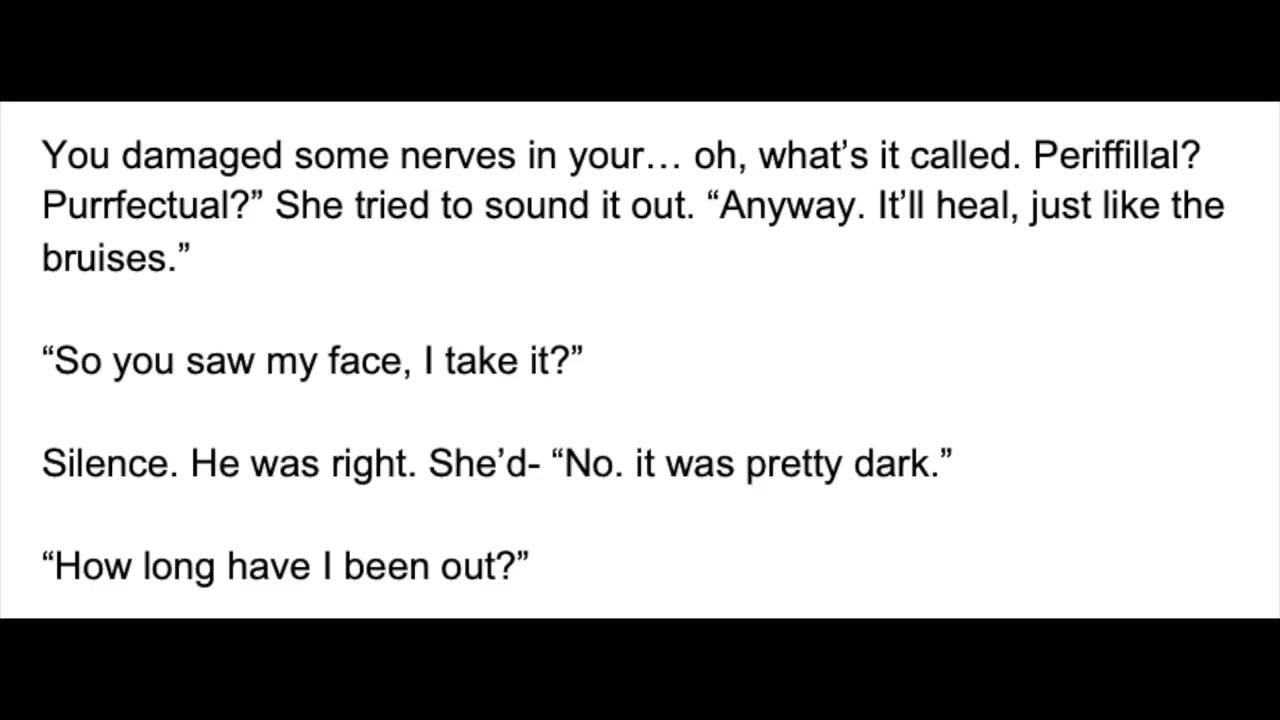 You damaged some nerves in your… oh, what’s it called. Periffillal?
Purrfectual?” She tried to sound it out. “Anyway. It’ll heal, just like the
bruises.”
“So you saw my face, I take it?”
Silence. He was right. She’d- “No. it was pretty dark.”
“How long have I been out?”